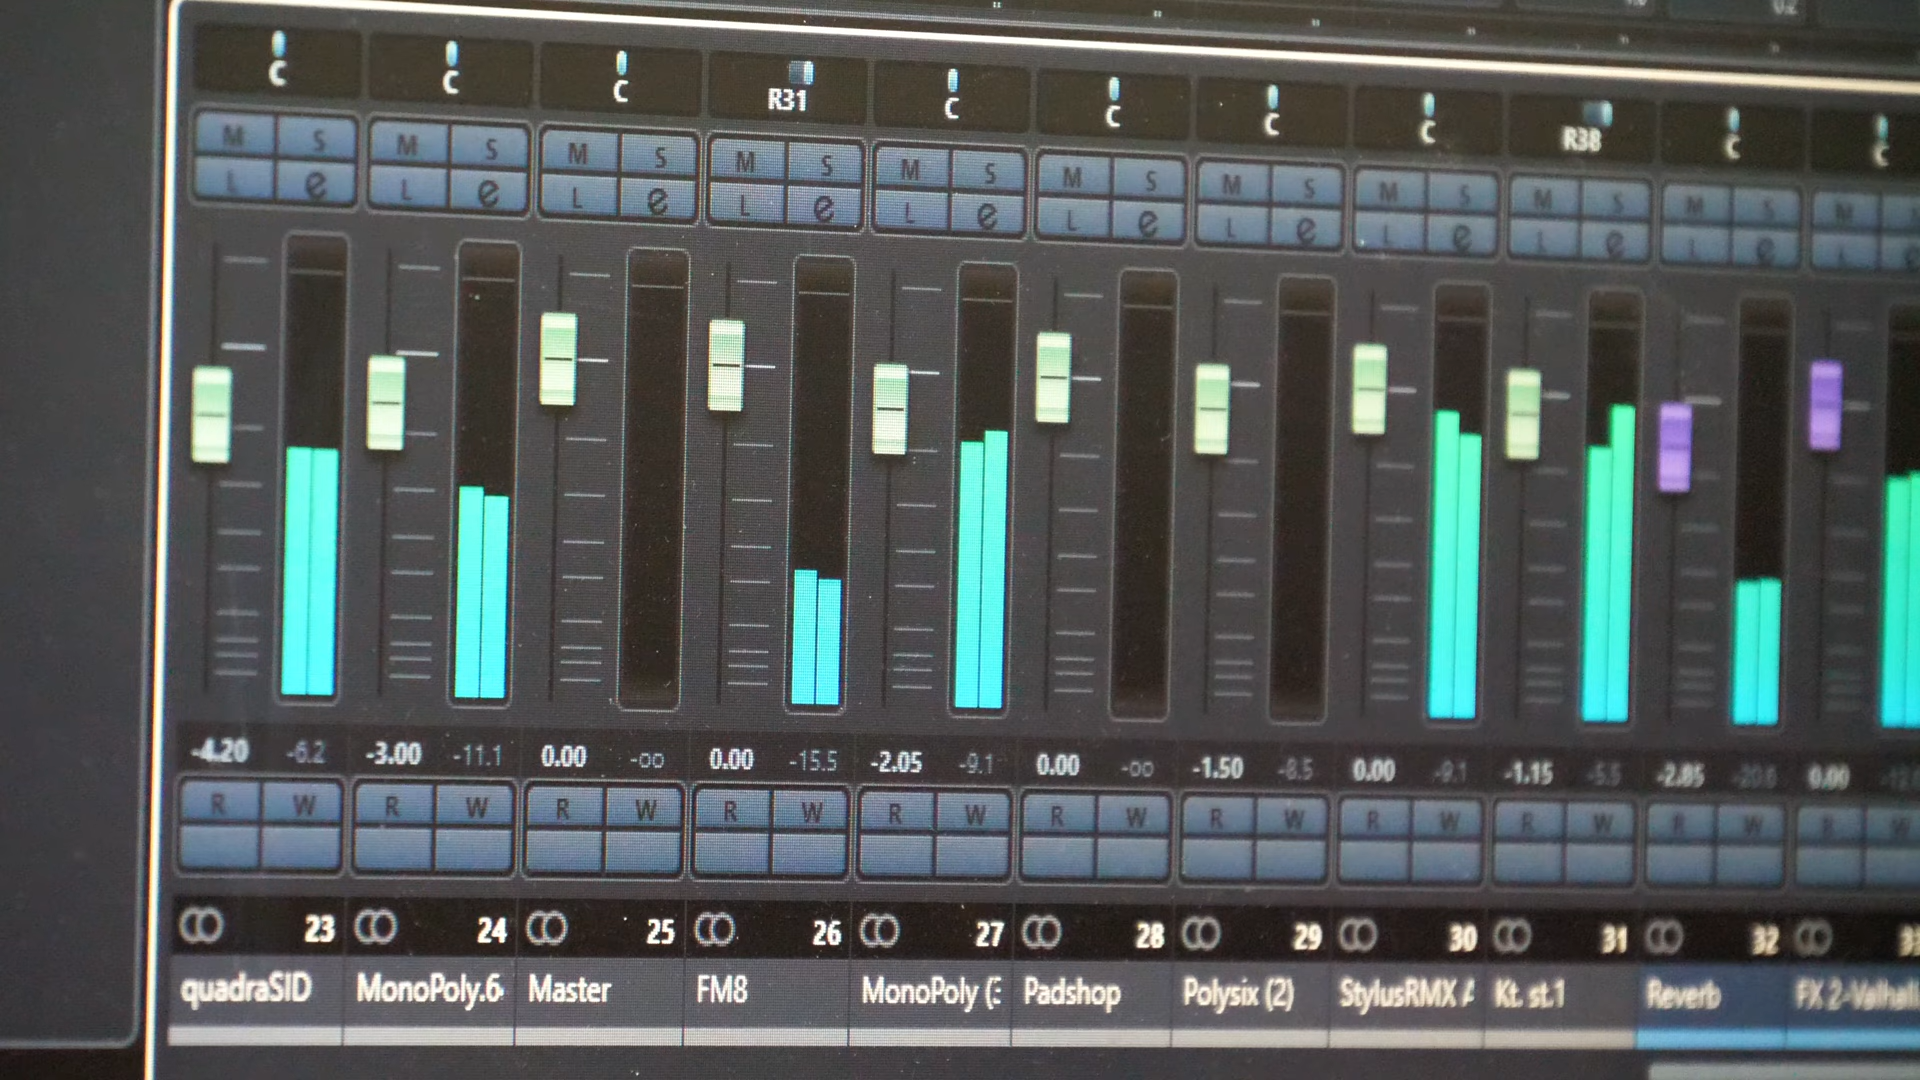 C C C R31 C C C C R38 C C
M S M S M S M S M S M S M S M S M S M S M
L e L e L e L e L e L e L e L e L e L e L e
-4.20 -6.2 -3.00 -11.1 0.00 -oo 0.00 -15.5 -2.05 -9.1 0.00 -oo -1.50 -8.5 0.00 -9.1 -1.15 -5.5 -2.85 -20.6 0.00
R W R W R W R W R W R W R W R W R W R W R W
23 24 25 26 27 28 29 30 31 32 33
quadraSID MonoPoly.6 Master FM8 MonoPoly ( Padshop Polysix (2) StylusRMX Kt. st.1 Reverb FX 2-Valhal